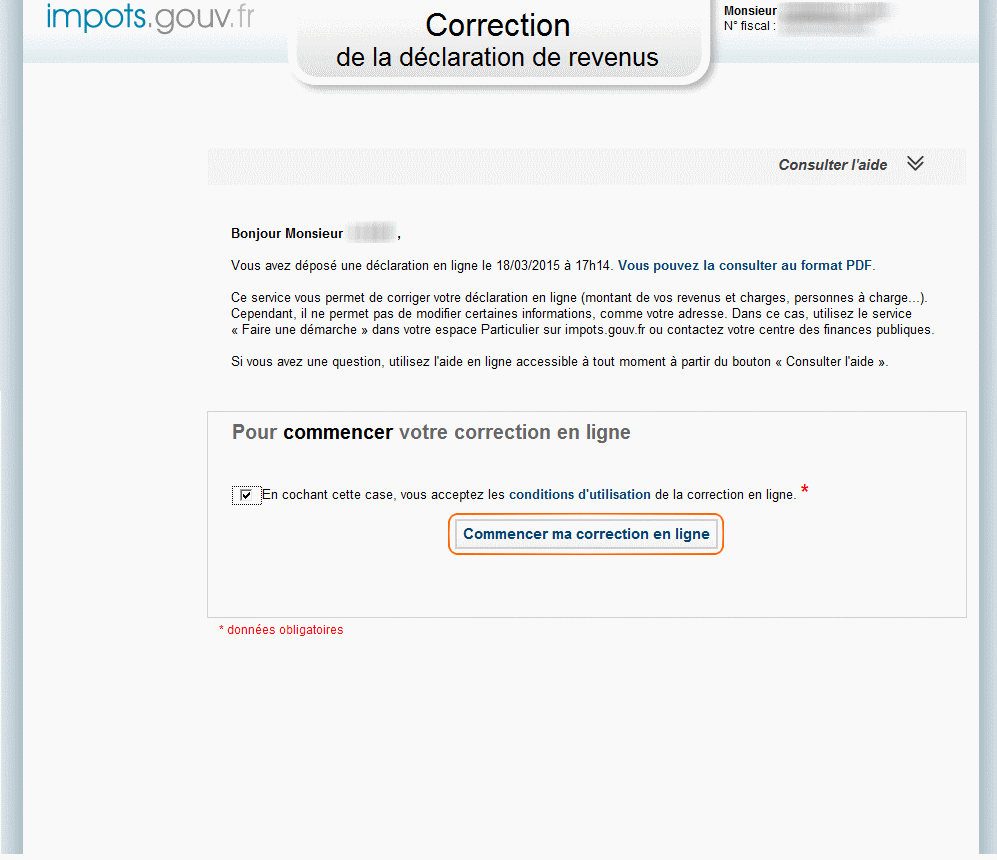 impots.gouv.fr
Correction
de la déclaration de revenus
Monsieur
N° fiscal :
Consulter l'aide
Bonjour Monsieur ,
Vous avez déposé une déclaration en ligne le 18/03/2015 à 17h14. Vous pouvez la consulter au format PDF.
Ce service vous permet de corriger votre déclaration en ligne (montant de vos revenus et charges, personnes à charge...).
Cependant, il ne permet pas de modifier certaines informations, comme votre adresse. Dans ce cas, utilisez le service
« Faire une démarche » dans votre espace Particulier sur impots.gouv.fr ou contactez votre centre des finances publiques.
Si vous avez une question, utilisez l'aide en ligne accessible à tout moment à partir du bouton « Consulter l'aide ».
Pour commencer votre correction en ligne
En cochant cette case, vous acceptez les conditions d'utilisation de la correction en ligne. *
Commencer ma correction en ligne
* données obligatoires